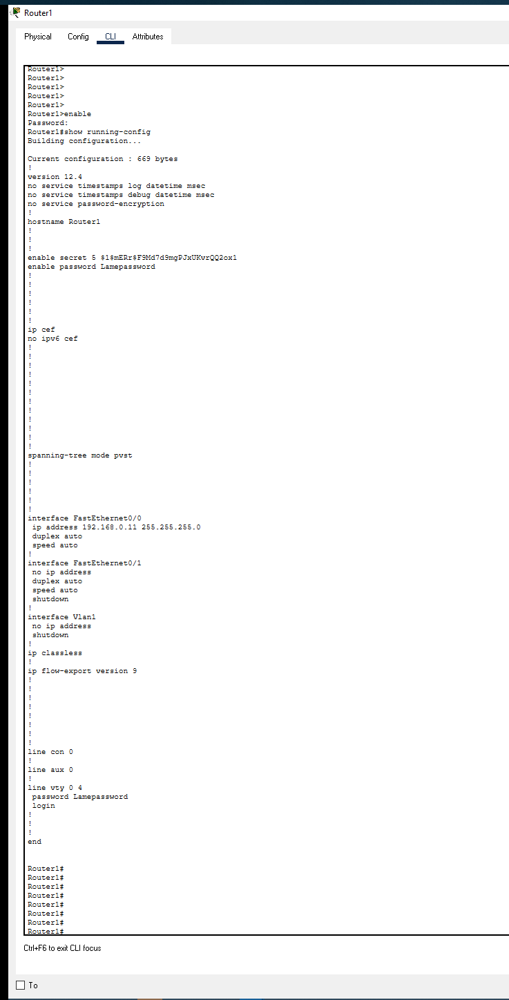 Router1
Physical Config CLI Attributes
Router1>
Router1>
Router1>
Router1>
Router1>
Router1>enable
Password:
Router1#show running-config
Building configuration...
Current configuration : 669 bytes
!
version 12.4
no service timestamps log datetime msec
no service timestamps debug datetime msec
no service password-encryption
!
hostname Router1
!
!
!
enable secret 5 $1$mERr$F9Md7d9mgPJxUKvrQQ2ox1
enable password Lamepassword
!
!
!
!
!
!
ip cef
no ipv6 cef
!
!
!
!
!
!
!
!
!
!
!
!
spanning-tree mode pvst
!
!
!
!
!
!
interface FastEthernet0/0
 ip address 192.168.0.11 255.255.255.0
 duplex auto
 speed auto
!
interface FastEthernet0/1
 no ip address
 duplex auto
 speed auto
 shutdown
!
interface Vlan1
 no ip address
 shutdown
!
ip classless
!
ip flow-export version 9
!
!
!
!
!
!
!
!
line con 0
!
line aux 0
!
line vty 0 4
 password Lamepassword
 login
!
!
!
end
Router1#
Router1#
Router1#
Router1#
Router1#
Router1#
Router1#
Router1#
Ctrl+F6 to exit CLI focus
To